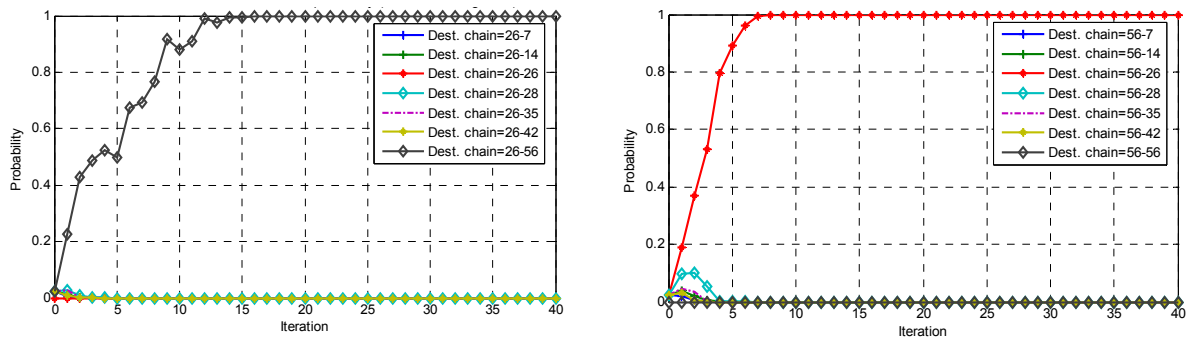 1
0.8
0.6
0.4
0.2
0
Probability
0 5 10 15 20 25 30 35 40
Iteration
Dest. chain=26-7
Dest. chain=26-14
Dest. chain=26-26
Dest. chain=26-28
Dest. chain=26-35
Dest. chain=26-42
Dest. chain=26-56
1
0.8
0.6
0.4
0.2
0
Probability
0 5 10 15 20 25 30 35 40
Iteration
Dest. chain=56-7
Dest. chain=56-14
Dest. chain=56-26
Dest. chain=56-28
Dest. chain=56-35
Dest. chain=56-42
Dest. chain=56-56